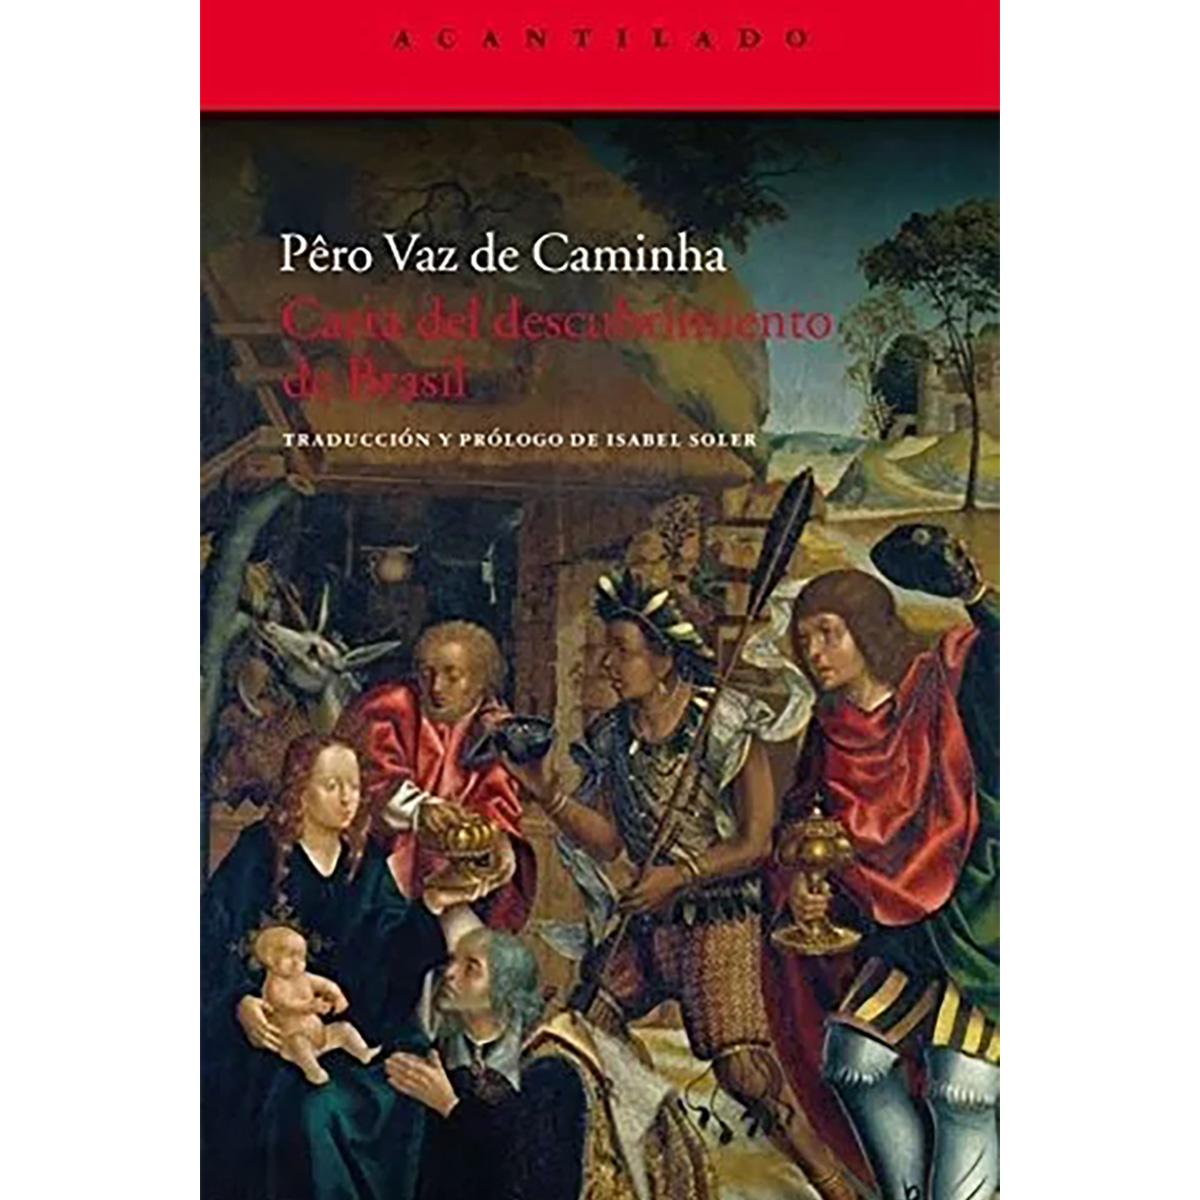 ACANTILADO
Pêro Vaz de Caminha
Carta del descubrimiento
de Brasil
TRADUCCIÓN Y PRÓLOGO DE ISABEL SOLER